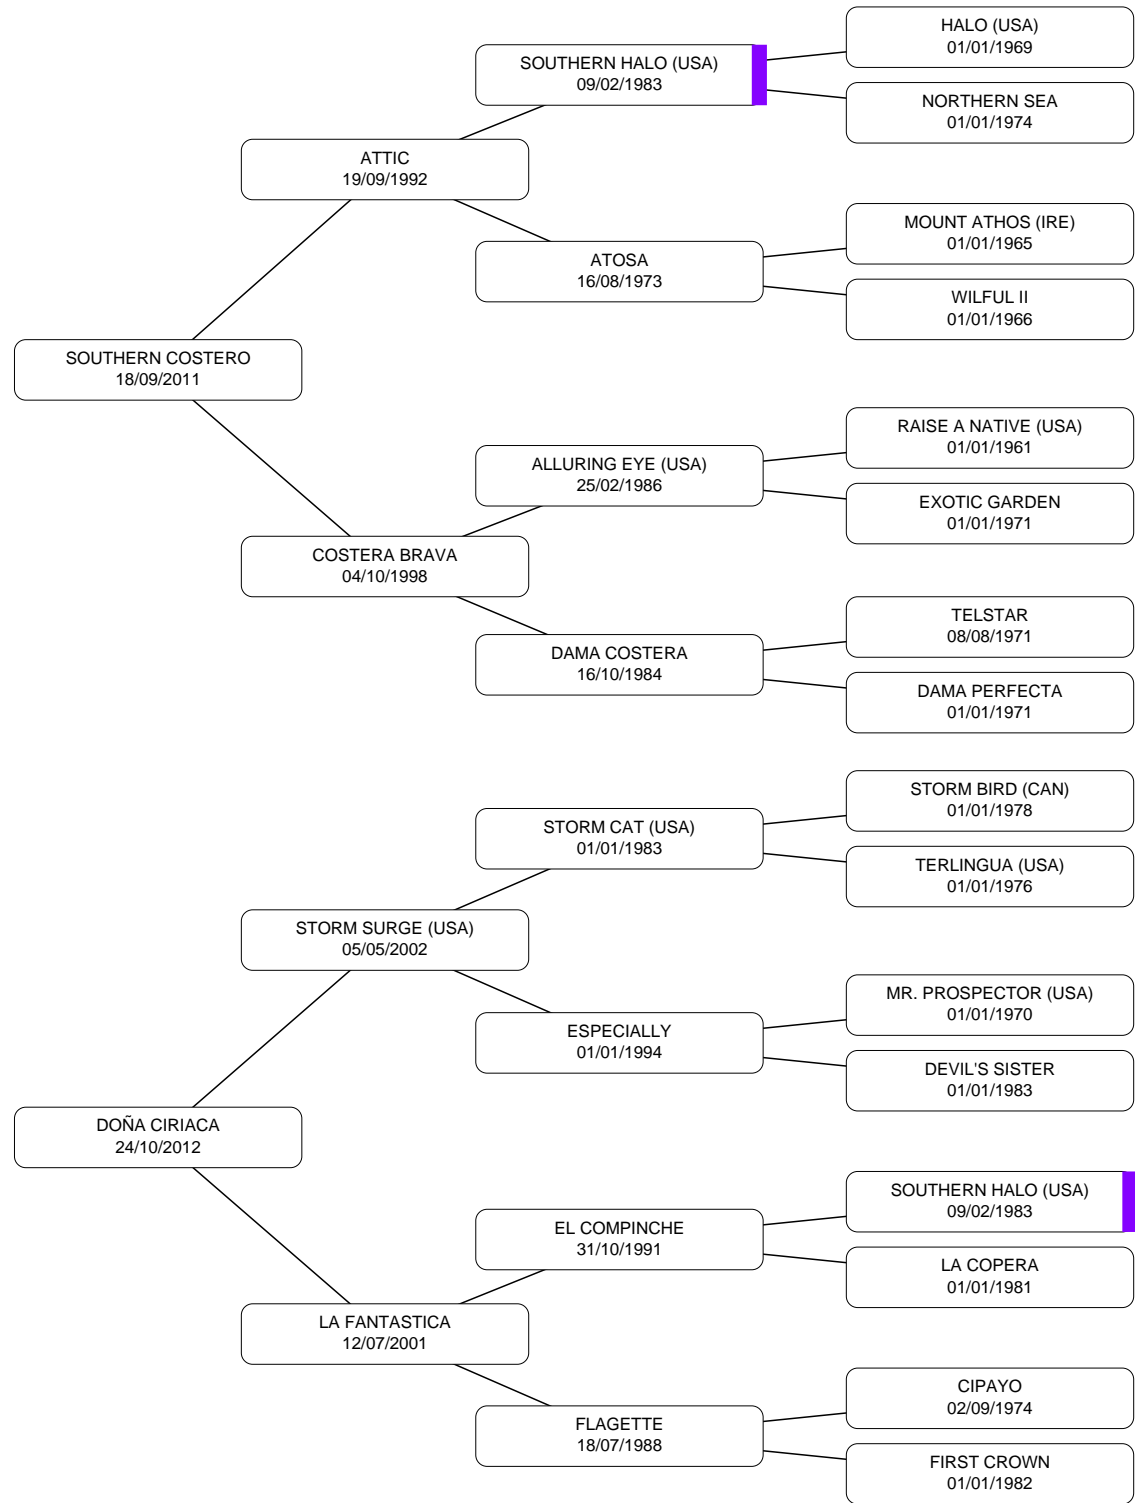 HALO (USA)
01/01/1969
SOUTHERN HALO (USA)
09/02/1983
NORTHERN SEA
01/01/1974
ATTIC
19/09/1992
MOUNT ATHOS (IRE)
01/01/1965
ATOSA
16/08/1973
WILFUL II
01/01/1966
SOUTHERN COSTERO
18/09/2011
RAISE A NATIVE (USA)
01/01/1961
ALLURING EYE (USA)
25/02/1986
EXOTIC GARDEN
01/01/1971
COSTERA BRAVA
04/10/1998
TELSTAR
08/08/1971
DAMA COSTERA
16/10/1984
DAMA PERFECTA
01/01/1971
STORM BIRD (CAN)
01/01/1978
STORM CAT (USA)
01/01/1983
TERLINGUA (USA)
01/01/1976
STORM SURGE (USA)
05/05/2002
MR. PROSPECTOR (USA)
01/01/1970
ESPECIALLY
01/01/1994
DEVIL'S SISTER
01/01/1983
DOÑA CIRIACA
24/10/2012
SOUTHERN HALO (USA)
09/02/1983
EL COMPINCHE
31/10/1991
LA COPERA
01/01/1981
LA FANTASTICA
12/07/2001
CIPAYO
02/09/1974
FLAGETTE
18/07/1988
FIRST CROWN
01/01/1982